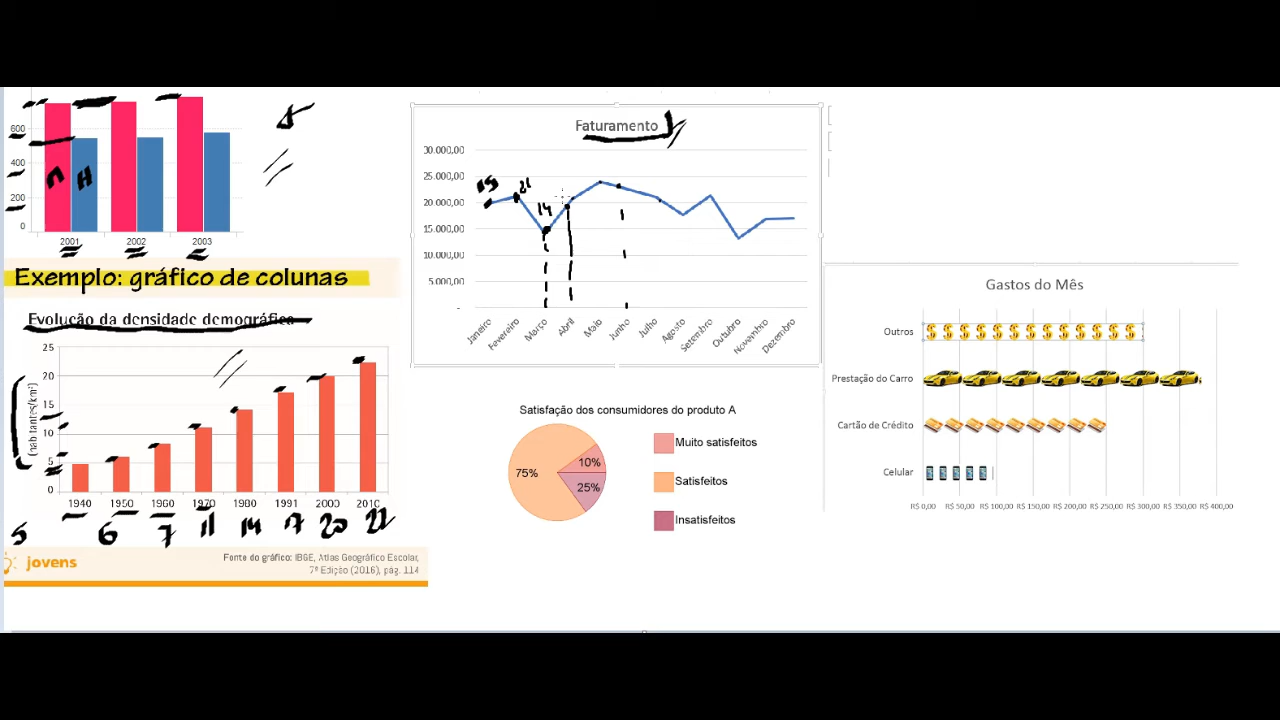 600
400
200
0
2001 2002 2003
Exemplo: gráfico de colunas
Evolução da densidade demográfica
(habitantes/km²)
25
20
15
10
5
0
1940 1950 1960 1970 1980 1991 2000 2010
5 6 7 11 14 17 20 22
jovens
Fonte do gráfico: IBGE, Atlas Geográfico Escolar,
7ª Edição (2016), pág. 114
Faturamento
30.000,00
25.000,00
20.000,00
15.000,00
10.000,00
5.000,00
-
21
14
Janeiro Fevereiro Março Abril Maio Junho Julho Agosto Setembro Outubro Novembro Dezembro
Satisfação dos consumidores do produto A
75%
10%
25%
Muito satisfeitos
Satisfeitos
Insatisfeitos
Gastos do Mês
Outros
Prestação do Carro
Cartão de Crédito
Celular
R$ 0,00 R$ 50,00 R$ 100,00 R$ 150,00 R$ 200,00 R$ 250,00 R$ 300,00 R$ 350,00 R$ 400,00